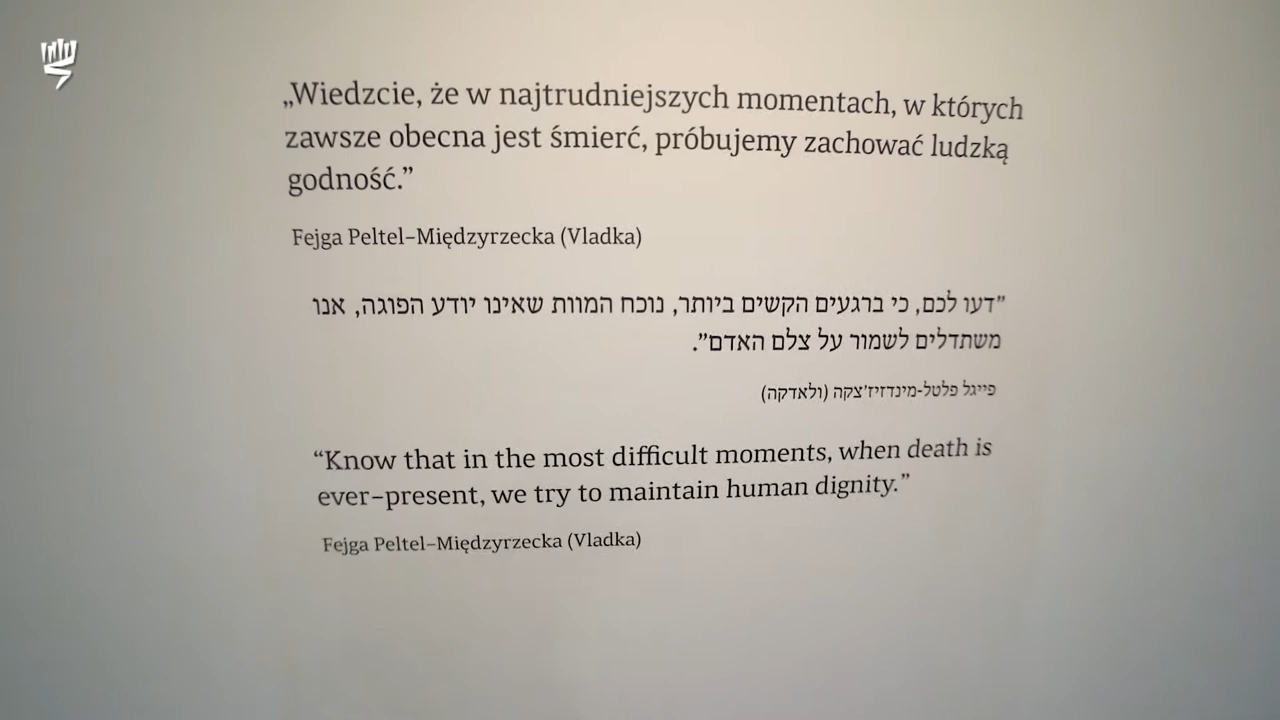 „Wiedzcie, że w najtrudniejszych momentach, w których
zawsze obecna jest śmierć, próbujemy zachować ludzką
godność.”
Fejga Peltel–Międzyrzecka (Vladka)
"דעו לכם, כי ברגעים הקשים ביותר, נוכח המוות שאינו יודע הפוגה, אנו
משתדלים לשמור על צלם האדם".
פייגל פלטל-מינדזיז'צקה (ולאדקה)
“Know that in the most difficult moments, when death is
ever–present, we try to maintain human dignity.”
Fejga Peltel–Międzyrzecka (Vladka)